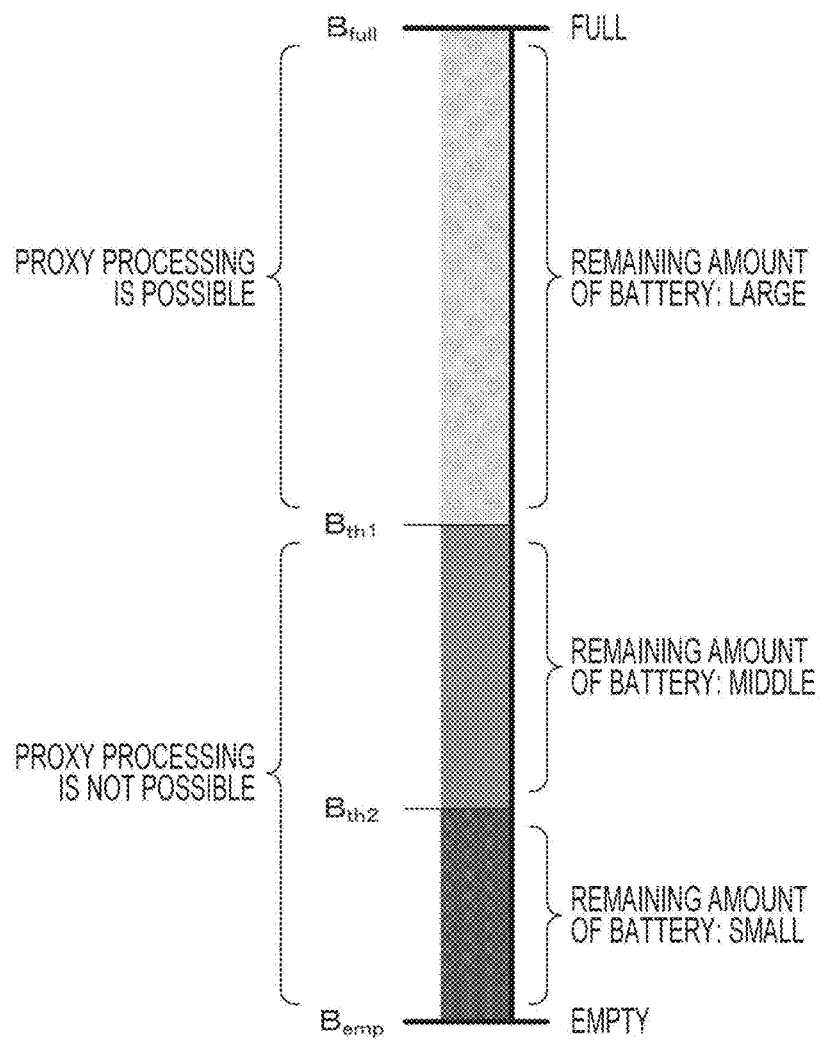 B_full
FULL
PROXY PROCESSING
IS POSSIBLE
REMAINING AMOUNT
OF BATTERY: LARGE
B_th1
REMAINING AMOUNT
OF BATTERY: MIDDLE
PROXY PROCESSING
IS NOT POSSIBLE
B_th2
REMAINING AMOUNT
OF BATTERY: SMALL
B_emp
EMPTY